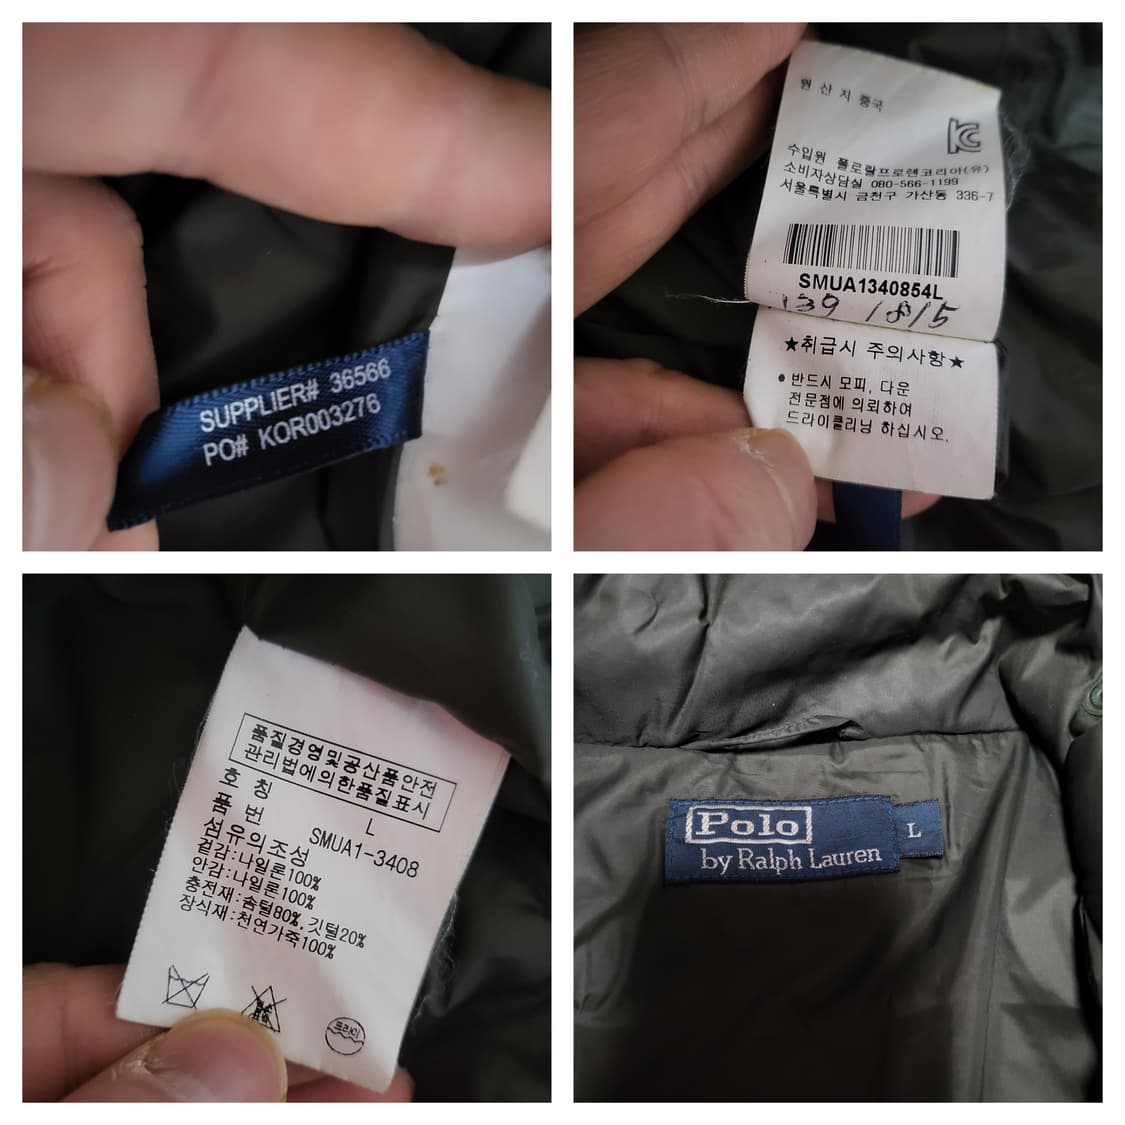 SUPPLIER# 36566
PO# KOR003276
원 산 지 중국
수입원 폴로랄프로렌코리아(유)
소비자상담실 080-566-1199
서울특별시 금천구 가산동 336-7
SMUA1340854L
139 1815
★취급시 주의사항★
● 반드시 모피, 다운
전문점에 의뢰하여
드라이클리닝 하십시오.
품질경영및공산품안전
관리법에의한품질표시
호 칭 L
품 번 SMUA1-3408
섬유의조성
겉감:나일론100%
안감:나일론100%
충전재:솜털80%, 깃털20%
장식재:천연가죽100%
드라이
Polo
by Ralph Lauren
L